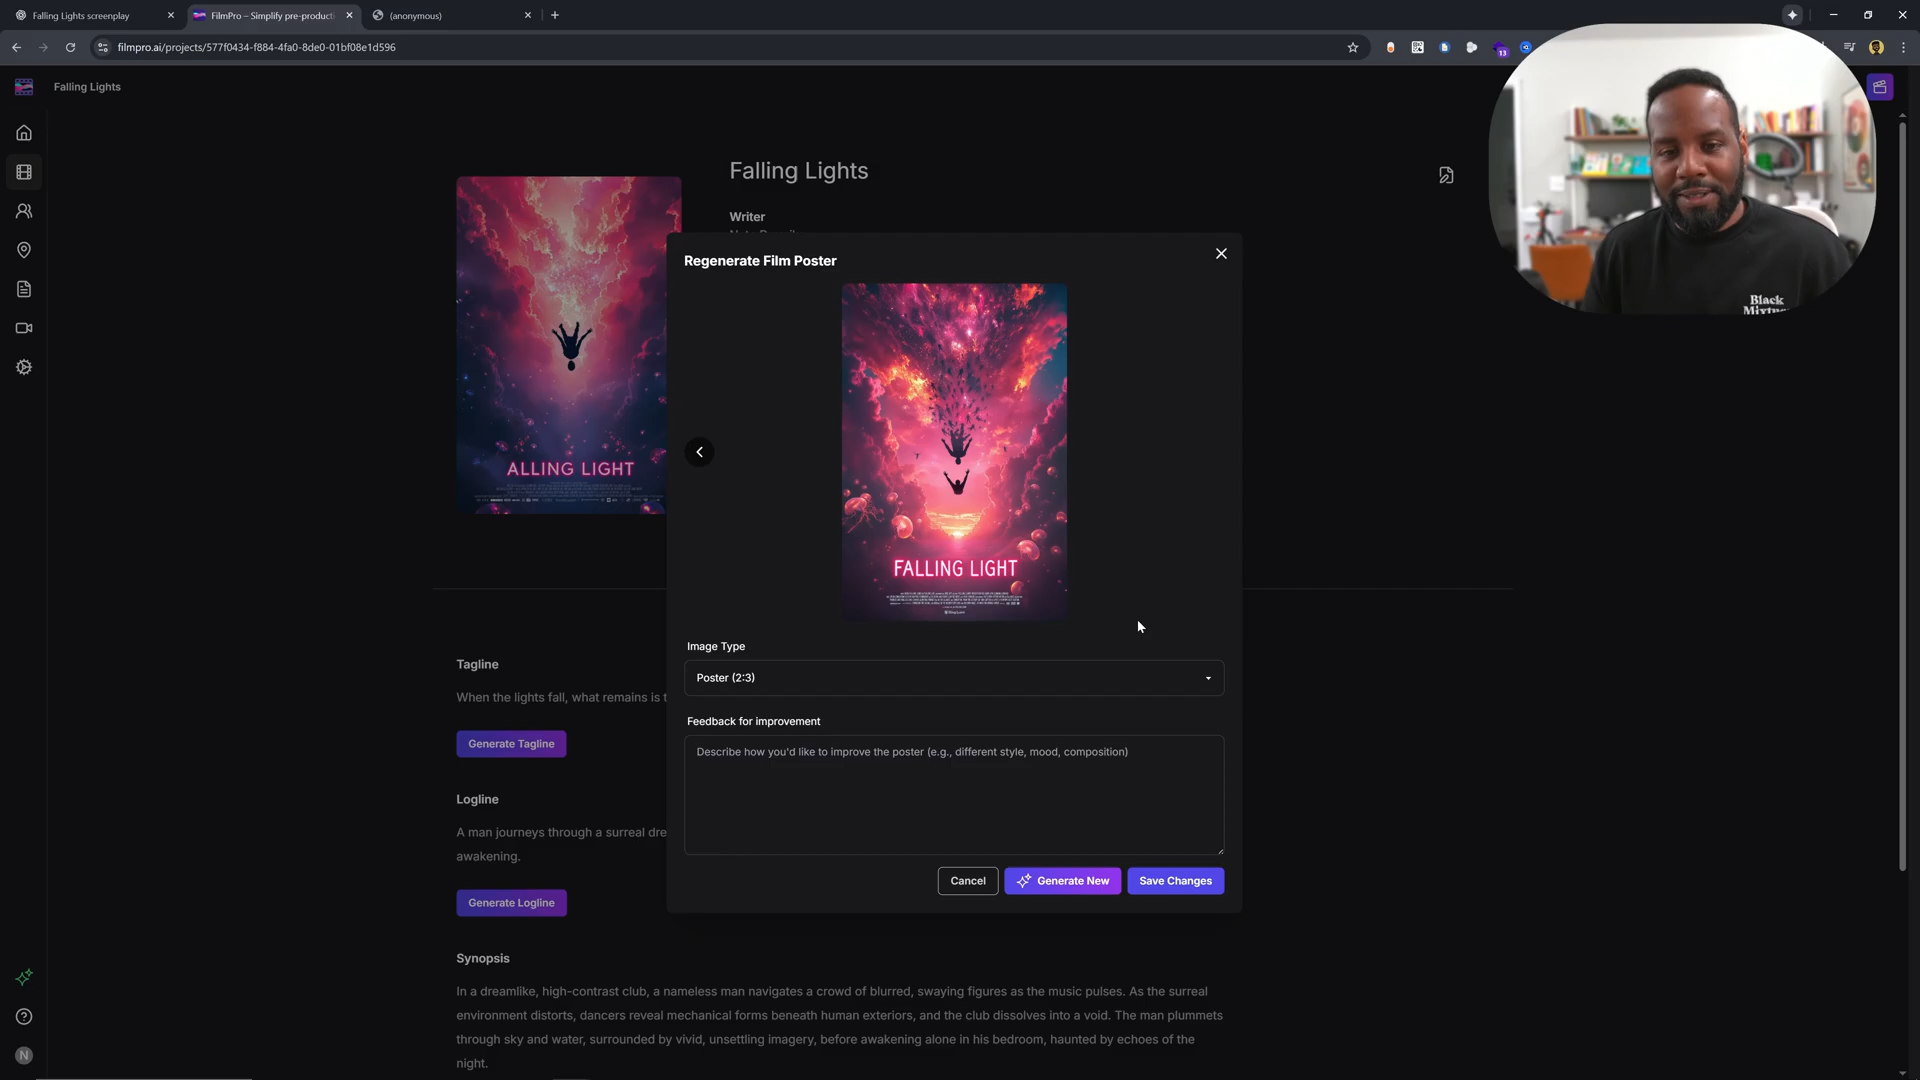 Falling Lights screenplay
FilmPro – Simplify pre-producti
(anonymous)
filmpro.ai/projects/577f0434-f884-4fa0-8de0-01bf08e1d596
13
Falling Lights
Falling Lights
Writer
Black
Mixtu
Regenerate Film Poster
ALLING LIGHT
FALLING LIGHT
Image Type
Poster (2:3)
Tagline
When the lights fall, what remains is t
Feedback for improvement
Describe how you'd like to improve the poster (e.g., different style, mood, composition)
Generate Tagline
Logline
A man journeys through a surreal dre
awakening.
Cancel
Generate New
Save Changes
Generate Logline
Synopsis
In a dreamlike, high-contrast club, a nameless man navigates a crowd of blurred, swaying figures as the music pulses. As the surreal
environment distorts, dancers reveal mechanical forms beneath human exteriors, and the club dissolves into a void. The man plummets
through sky and water, surrounded by vivid, unsettling imagery, before awakening alone in his bedroom, haunted by echoes of the
night.
N